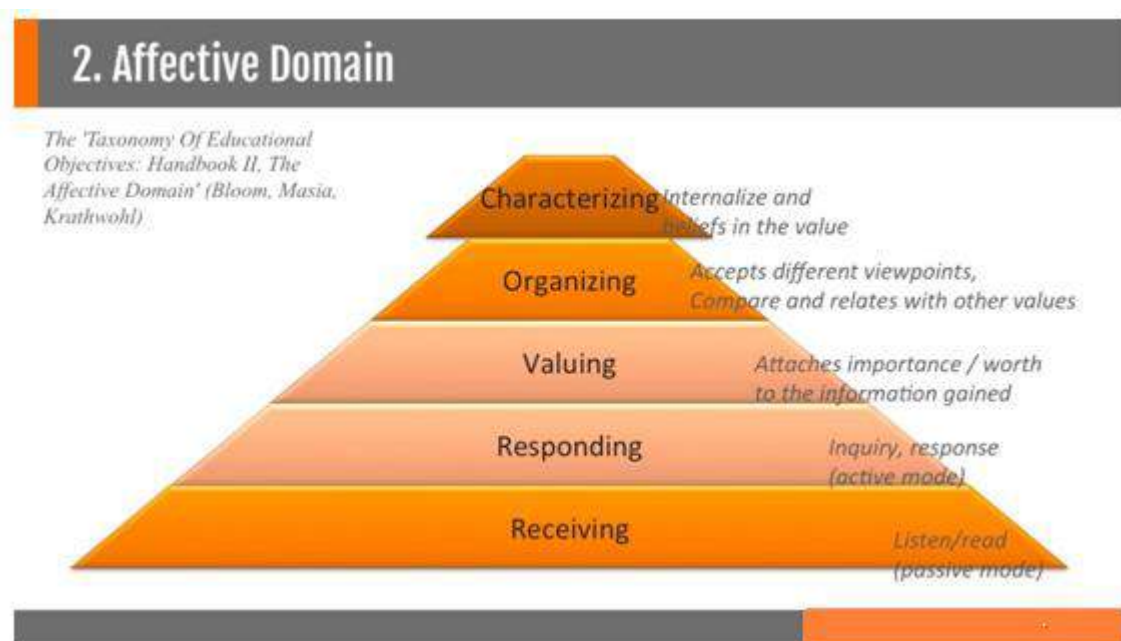 2. Affective Domain
The 'Taxonomy Of Educational
Objectives: Handbook II, The
Affective Domain' (Bloom, Masia,
Krathwohl)
Characterizing
Internalize and
beliefs in the value
Organizing
Accepts different viewpoints,
Compare and relates with other values
Valuing
Attaches importance / worth
to the information gained
Responding
Inquiry, response
(active mode)
Receiving
Listen/read
(passive mode)